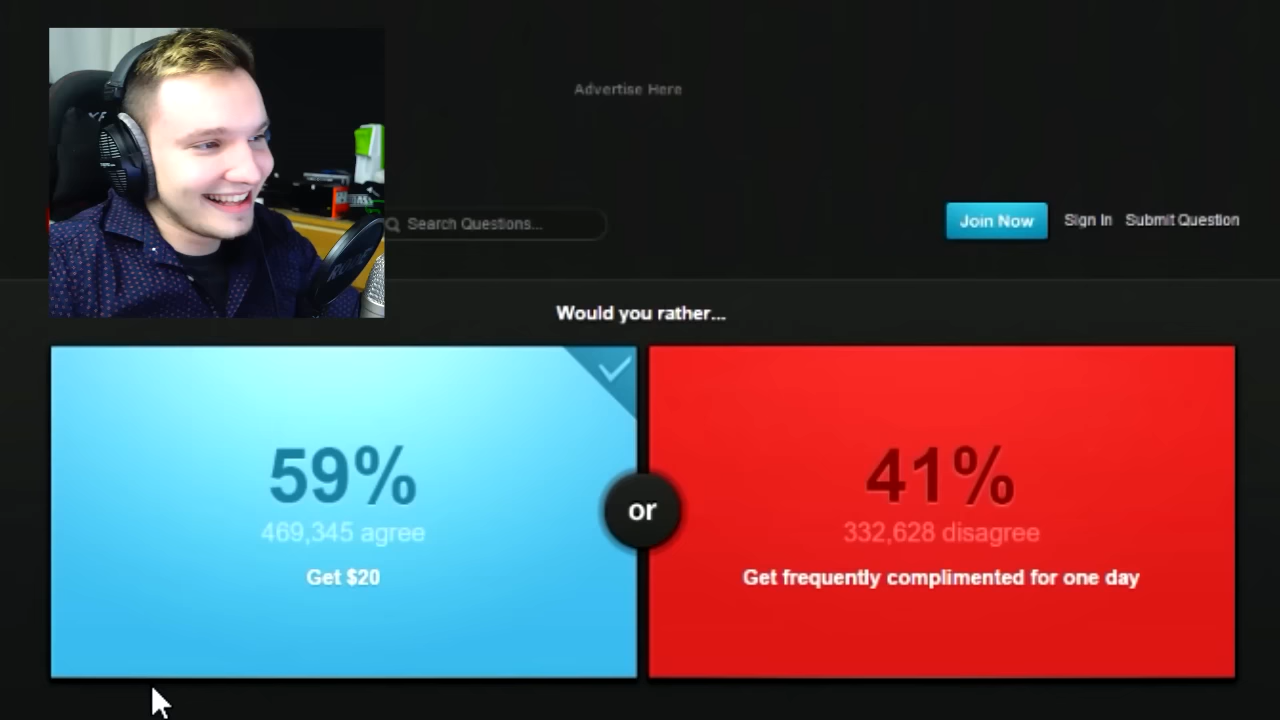 Advertise Here
Search Questions...
Join Now
Sign In
Submit Question
Would you rather...
59%
469,345 agree
Get $20
or
41%
332,628 disagree
Get frequently complimented for one day